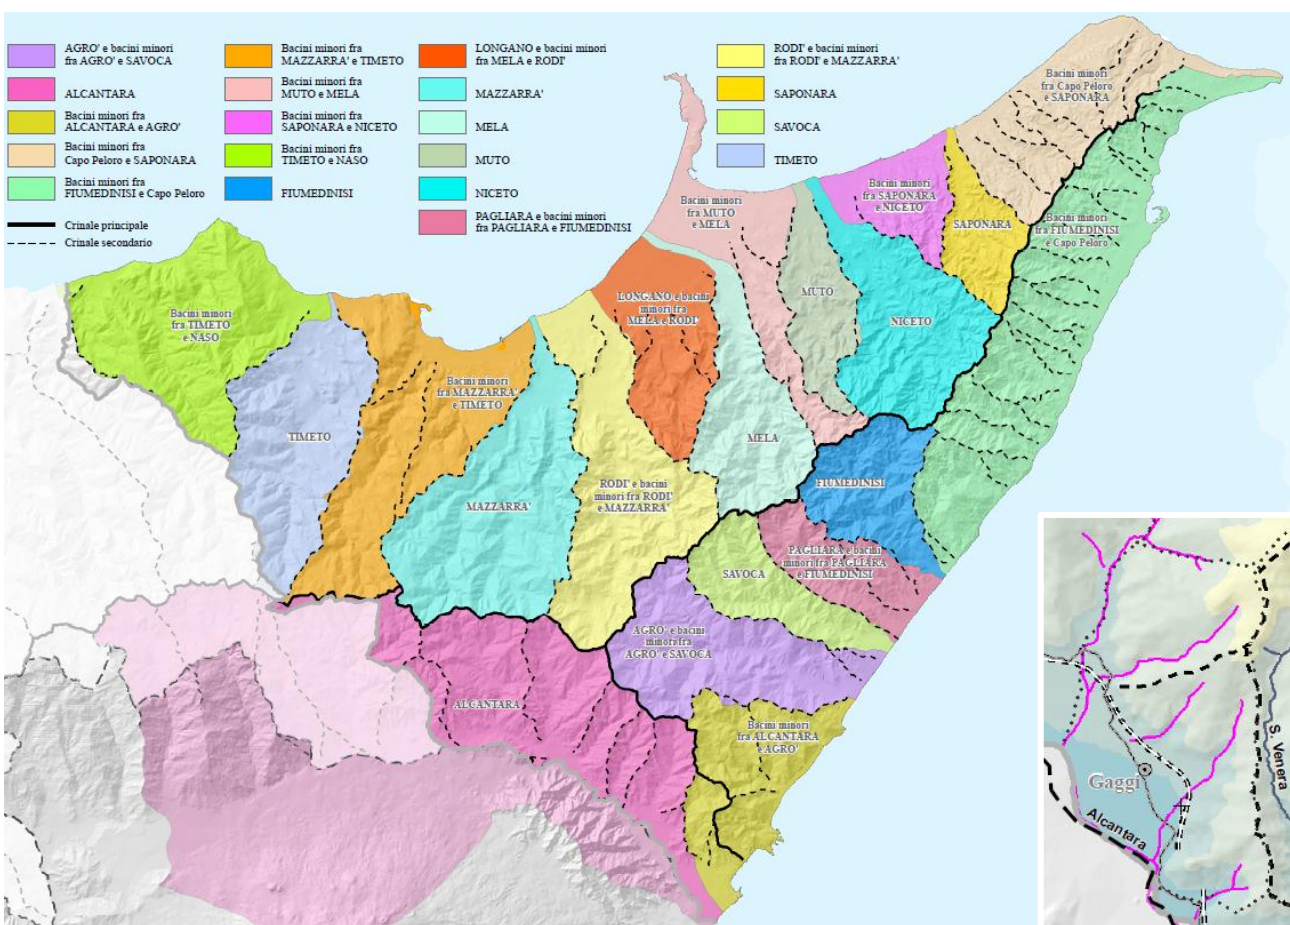 AGRO' e bacini minori
fra AGRO' e SAVOCA
ALCANTARA
Bacini minori fra
ALCANTARA e AGRO'
Bacini minori fra
Capo Peloro e SAPONARA
Bacini minori fra
FIUMEDINISI e Capo Peloro
Crinale principale
Crinale secondario
Bacini minori fra
MAZZARRA' e TIMETO
Bacini minori fra
MUTO e MELA
Bacini minori fra
SAPONARA e NICETO
Bacini minori fra
TIMETO e NASO
FIUMEDINISI
LONGANO e bacini minori
fra MELA e RODI'
MAZZARRA'
MELA
MUTO
NICETO
PAGLIARA e bacini minori
fra PAGLIARA e FIUMEDINISI
RODI' e bacini minori
fra RODI' e MAZZARRA'
SAPONARA
SAVOCA
TIMETO
Bacini minori
fra Capo Peloro
e SAPONARA
Bacini minori
fra SAPONARA
e NICETO
Bacini minori
fra MUTO
e MELA
SAPONARA
Bacini minori
fra FIUMEDINISI
e Capo Peloro
Bacini minori
fra TIMETO
e NASO
LONGANO e bacini
minori fra
MELA e RODI'
MUTO
NICETO
Bacini minori
fra MAZZARRA'
e TIMETO
TIMETO
MELA
FIUMEDINISI
RODI' e bacini
minori fra RODI'
e MAZZARRA'
MAZZARRA'
PAGLIARA e bacini
minori fra PAGLIARA
e FIUMEDINISI
SAVOCA
AGRO' e bacini
minori fra
AGRO' e SAVOCA
ALCANTARA
Bacini minori
fra ALCANTARA
e AGRO'
S. Venera
Gaggi
Alcantara